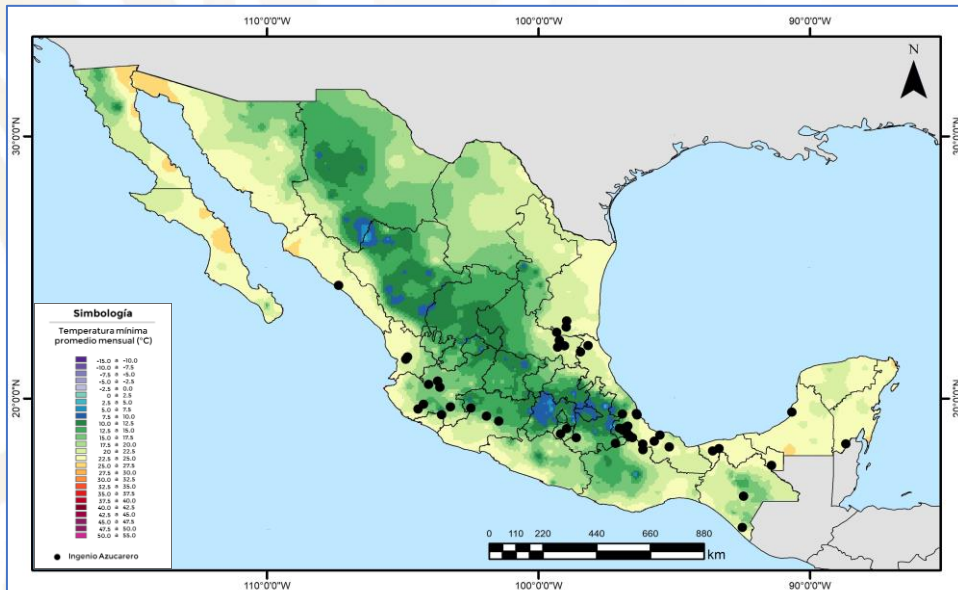 110°0'0"W
100°0'0"W
90°0'0"W
N
30°0'0"N
30°0'0"N
20°0'0"N
20°0'0"N
Simbología
Temperatura mínima
promedio mensual (°C)
-15.0 a -10.0
-10.0 a -7.5
-7.5 a -5.0
-5.0 a -2.5
-2.5 a 0.0
0 a 2.5
2.5 a 5.0
5.0 a 7.5
7.5 a 10.0
10.0 a 12.5
12.5 a 15.0
15.0 a 17.5
17.5 a 20.0
20 a 22.5
22.5 a 25.0
25.0 a 27.5
27.5 a 30.0
30.0 a 32.5
32.5 a 35.0
35.0 a 37.5
37.5 a 40.0
40.0 a 42.5
42.5 a 45.0
45.0 a 47.5
47.5 a 50.0
50.0 a 55.0
Ingenio Azucarero
0 110 220 440 660 880
km
110°0'0"W
100°0'0"W
90°0'0"W